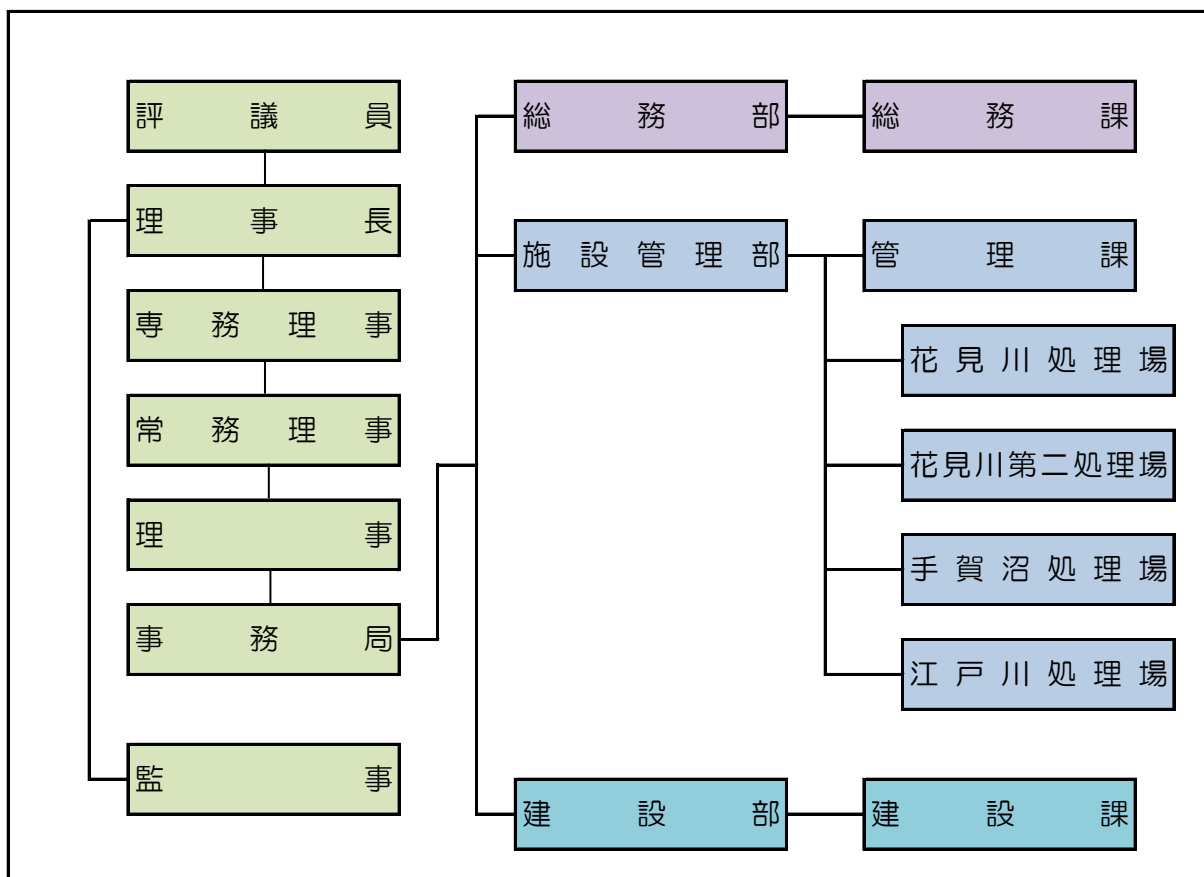 評議員
理事長
専務理事
常務理事
理事
事務局
監事
総務部
総務課
施設管理部
管理課
花見川処理場
花見川第二処理場
手賀沼処理場
江戸川処理場
建設部
建設課